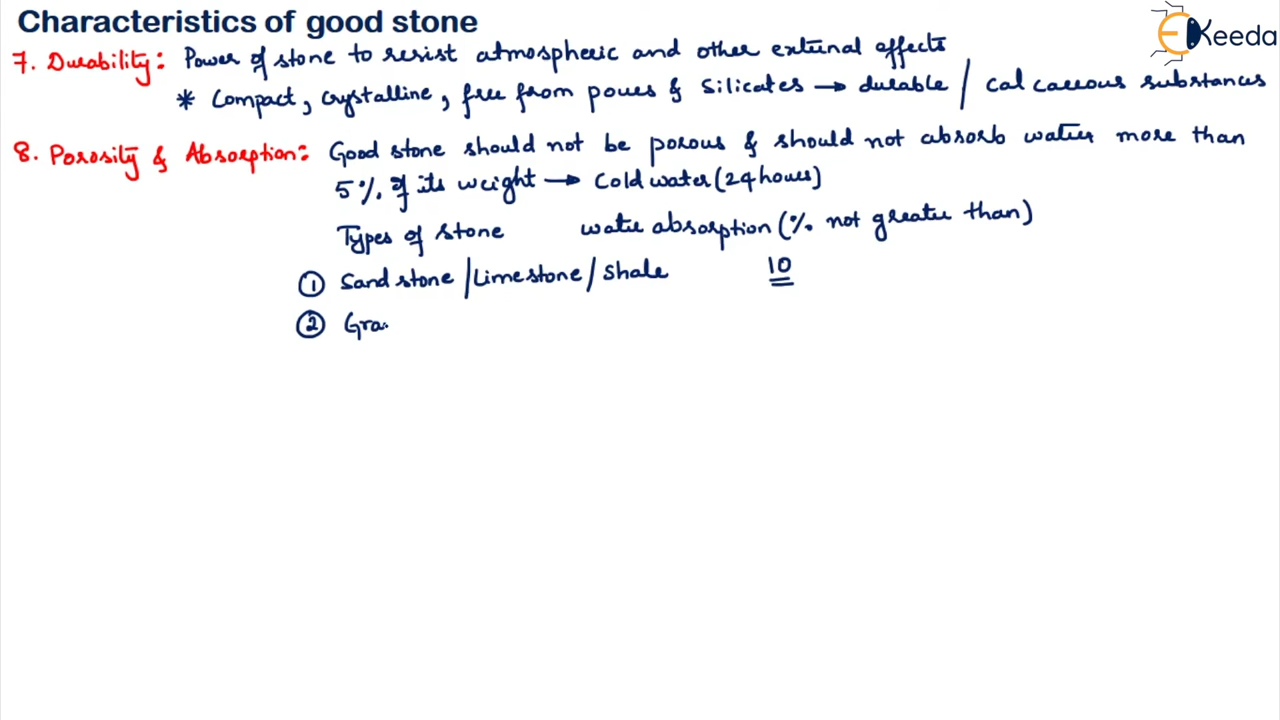 Characteristics of good stone
EKeeda
7. Durability: Power of stone to resist atmospheric and other external effects
* Compact, crystalline, free from pores & silicates → durable / calcareous substances
8. Porosity & Absorption: Good stone should not be porous & should not absorb water more than
5% of its weight → Cold water (24 hours)
Types of stone water absorption (% not greater than)
① Sand stone / Limestone / Shale 10
② Gra